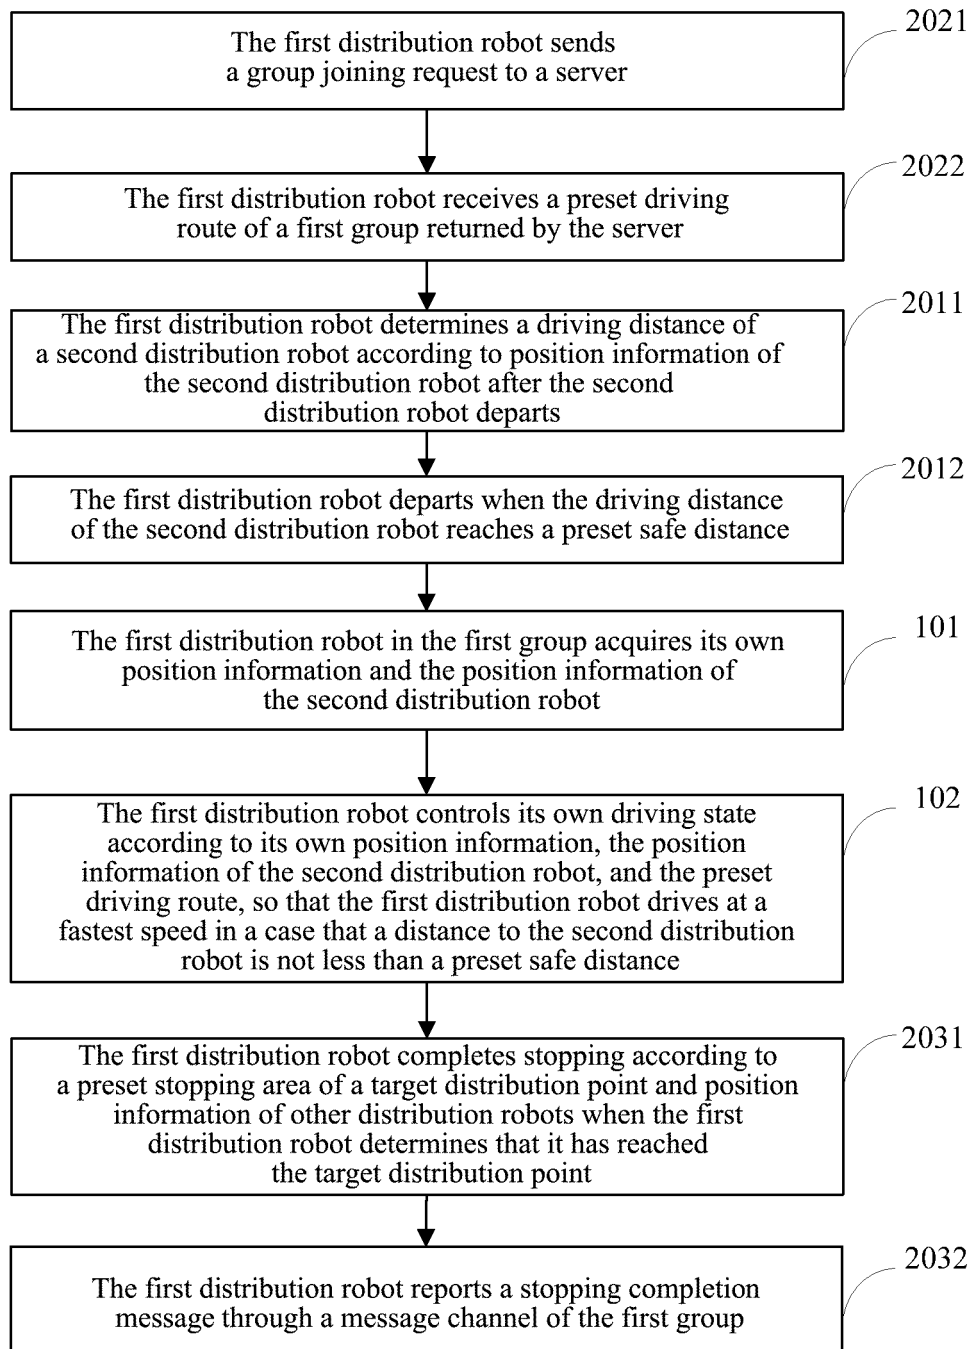 2021
The first distribution robot sends
a group joining request to a server
2022
The first distribution robot receives a preset driving
route of a first group returned by the server
2011
The first distribution robot determines a driving distance of
a second distribution robot according to position information of
the second distribution robot after the second
distribution robot departs
2012
The first distribution robot departs when the driving distance
of the second distribution robot reaches a preset safe distance
101
The first distribution robot in the first group acquires its own
position information and the position information of
the second distribution robot
102
The first distribution robot controls its own driving state
according to its own position information, the position
information of the second distribution robot, and the preset
driving route, so that the first distribution robot drives at a
fastest speed in a case that a distance to the second distribution
robot is not less than a preset safe distance
2031
The first distribution robot completes stopping according to
a preset stopping area of a target distribution point and position
information of other distribution robots when the first
distribution robot determines that it has reached
the target distribution point
2032
The first distribution robot reports a stopping completion
message through a message channel of the first group